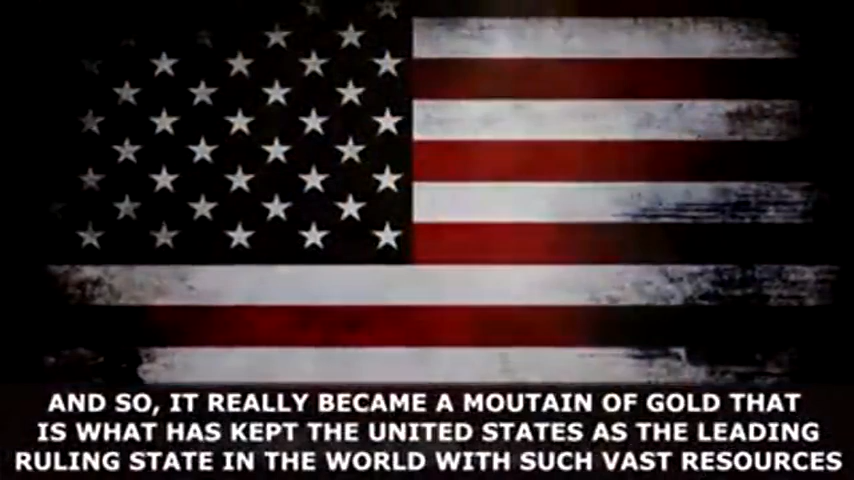 AND SO, IT REALLY BECAME A MOUTAIN OF GOLD THAT
IS WHAT HAS KEPT THE UNITED STATES AS THE LEADING
RULING STATE IN THE WORLD WITH SUCH VAST RESOURCES